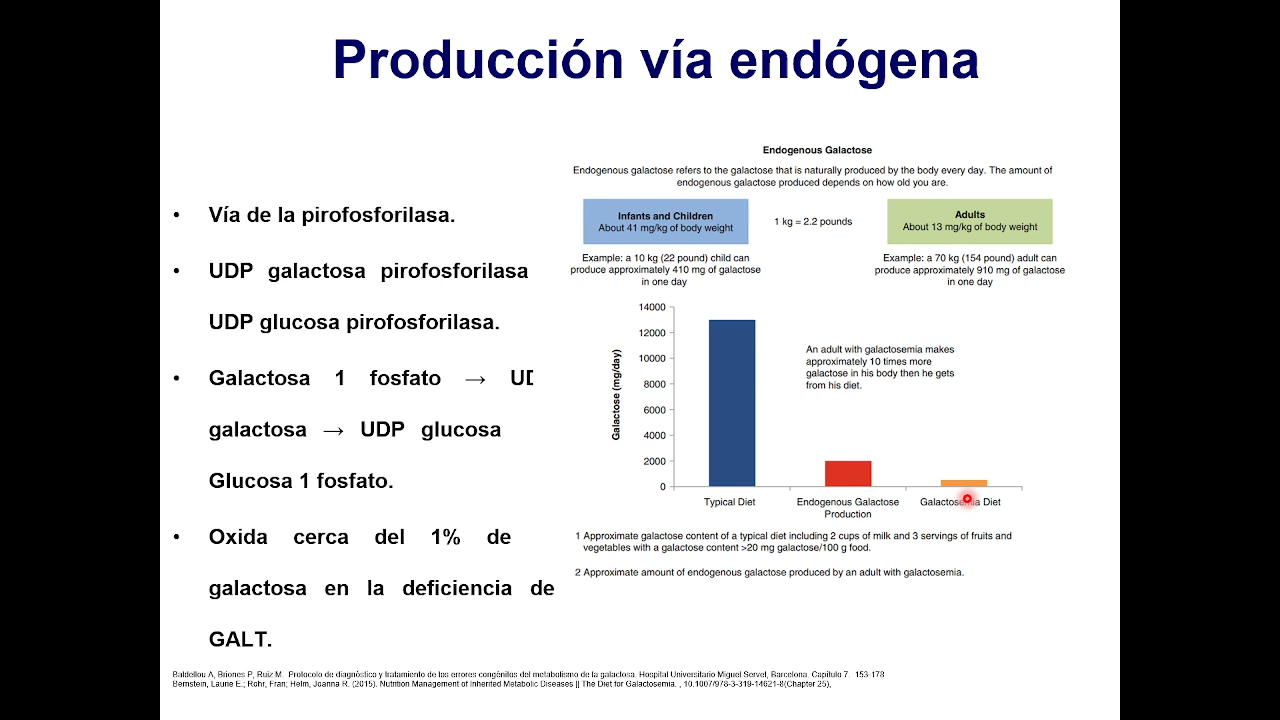 Producción vía endógena
• Vía de la pirofosforilasa.
• UDP galactosa pirofosforilasa
UDP glucosa pirofosforilasa.
• Galactosa 1 fosfato →
galactosa → UDP glucosa
Glucosa 1 fosfato.
• Oxida cerca del 1% de
galactosa en la deficiencia de
GALT.
Endogenous Galactose
Endogenous galactose refers to the galactose that is naturally produced by the body every day. The amount of
endogenous galactose produced depends on how old you are.
Infants and Children
About 41 mg/kg of body weight
1 kg = 2.2 pounds
Adults
About 13 mg/kg of body weight
Example: a 10 kg (22 pound) child can
produce approximately 410 mg of galactose
in one day
Example: a 70 kg (154 pound) adult can
produce approximately 910 mg of galactose
in one day
Galactose (mg/day)
14000
12000
10000
8000
6000
4000
2000
0
An adult with galactosemia makes
approximately 10 times more
galactose in his body then he gets
from his diet.
Typical Diet
Endogenous Galactose
Production
Galactosemia Diet
1 Approximate galactose content of a typical diet including 2 cups of milk and 3 servings of fruits and
vegetables with a galactose content >20 mg galactose/100 g food.
2 Approximate amount of endogenous galactose produced by an adult with galactosemia.
Baldellou A, Briones P, Ruiz M. Protocolo de diagnóstico y tratamiento de los errores congénitos del metabolismo de la galactosa. Hospital Universitario Miguel Servet, Barcelona. Capítulo 7. 153-178
Bernstein, Laurie E.; Rohr, Fran; Helm, Joanna R. (2015). Nutrition Management of Inherited Metabolic Diseases || The Diet for Galactosemia. , 10.1007/978-3-319-14621-8(Chapter 25),